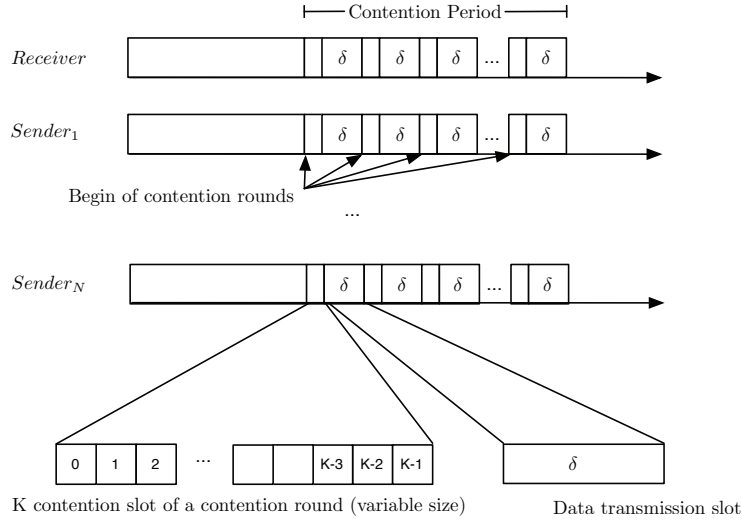 Contention Period
Receiver
δ δ δ ... δ
Sender₁
δ δ δ ... δ
Begin of contention rounds
...
Sender_N
δ δ δ ... δ
0 1 2 ... K-3 K-2 K-1
δ
K contention slot of a contention round (variable size)
Data transmission slot